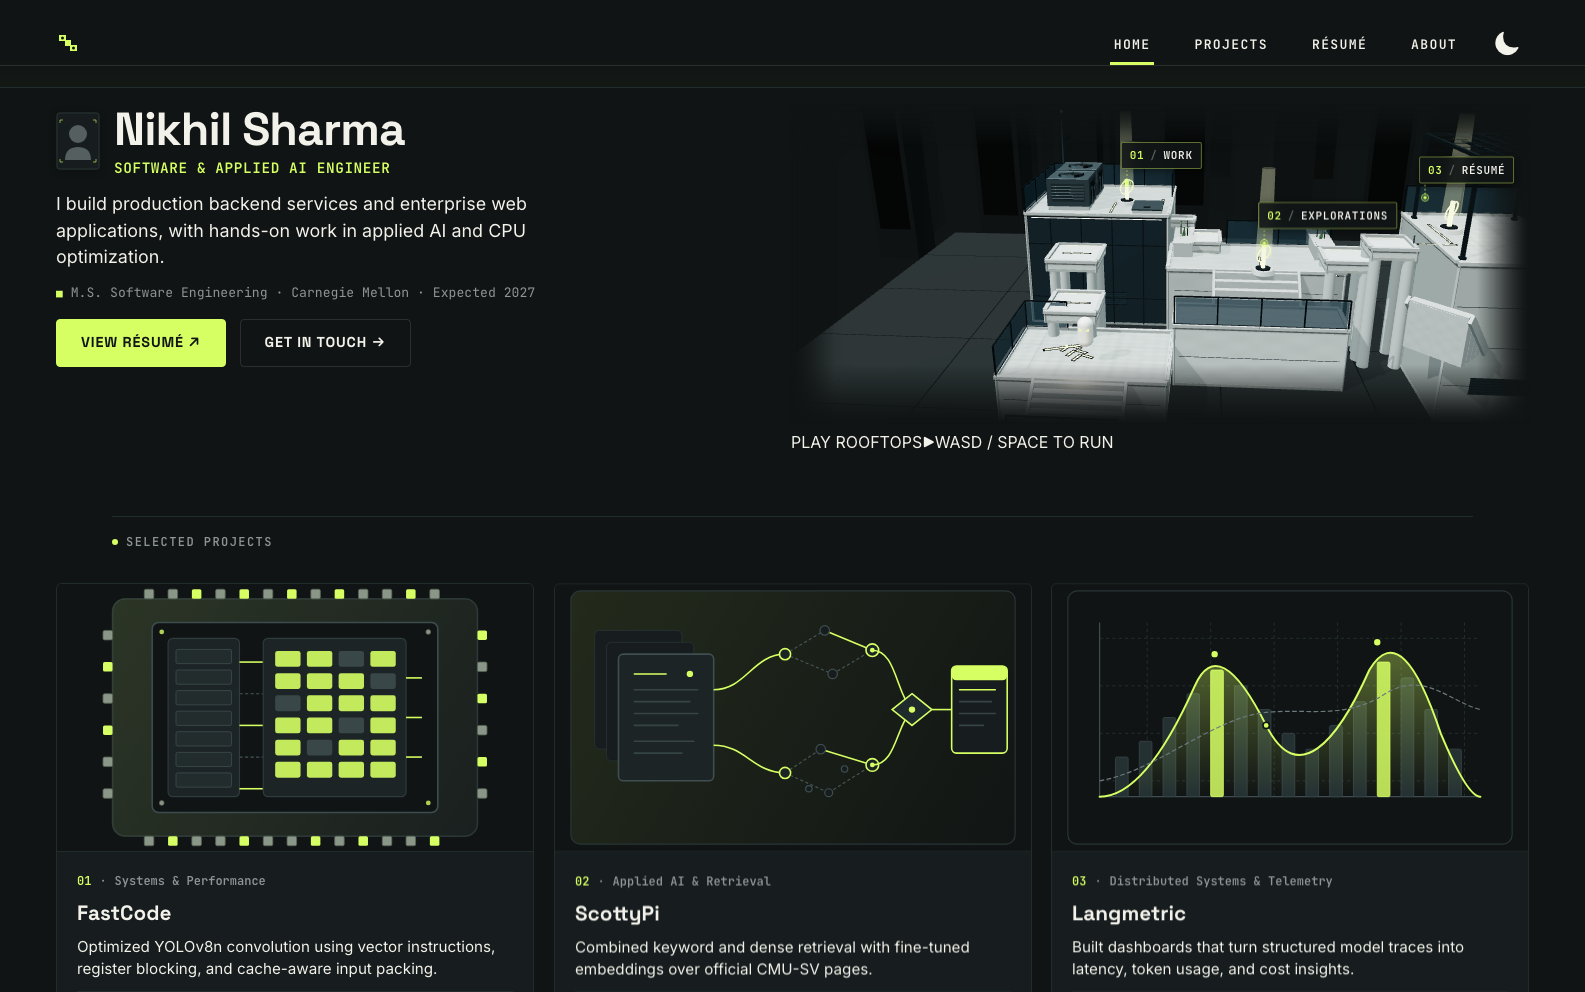 HOME
PROJECTS
RÉSUMÉ
ABOUT
Nikhil Sharma
SOFTWARE & APPLIED AI ENGINEER
I build production backend services and enterprise web
applications, with hands-on work in applied AI and CPU
optimization.
M.S. Software Engineering · Carnegie Mellon · Expected 2027
VIEW RÉSUMÉ ↗
GET IN TOUCH →
01 / WORK
02 / EXPLORATIONS
03 / RÉSUMÉ
PLAY ROOFTOPS▶WASD / SPACE TO RUN
SELECTED PROJECTS
01 · Systems & Performance
FastCode
Optimized YOLOv8n convolution using vector instructions,
register blocking, and cache-aware input packing.
02 · Applied AI & Retrieval
ScottyPi
Combined keyword and dense retrieval with fine-tuned
embeddings over official CMU-SV pages.
03 · Distributed Systems & Telemetry
Langmetric
Built dashboards that turn structured model traces into
latency, token usage, and cost insights.